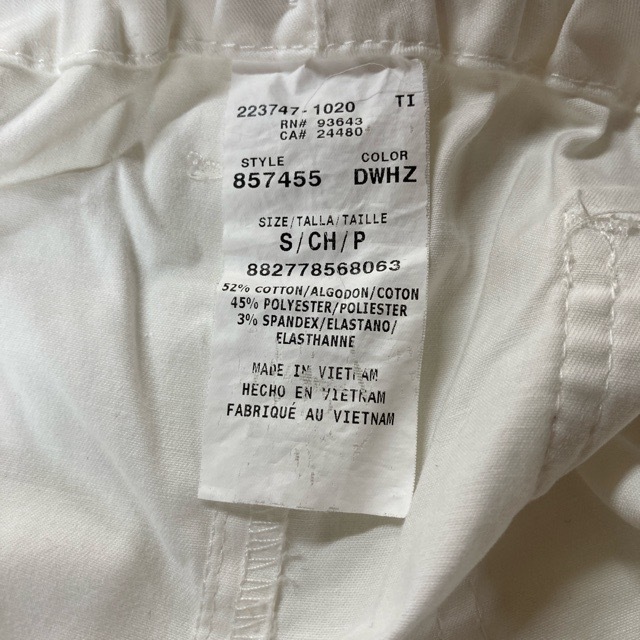 223747-1020 TI
RN# 93643
CA# 24480
STYLE COLOR
857455 DWHZ
SIZE/TALLA/TAILLE
S/CH/P
882778568063
52% COTTON/ALGODON/COTON
45% POLYESTER/POLIESTER
3% SPANDEX/ELASTANO/
ELASTHANNE
MADE IN VIETNAM
HECHO EN VIETNAM
FABRIQUÉ AU VIETNAM